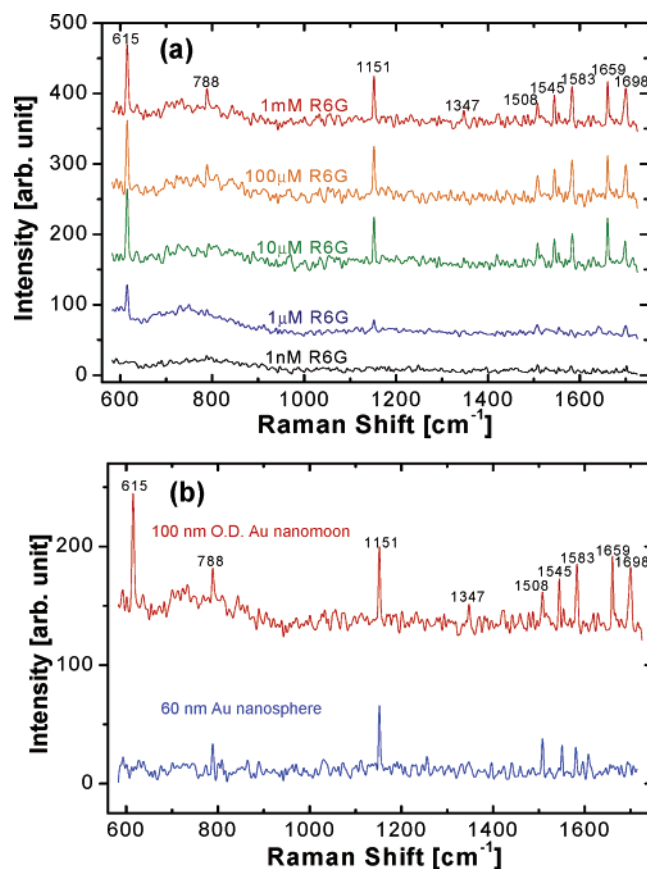 (a)
500
400
300
200
100
0
Intensity [arb. unit]
615
788
1151
1347
1508
1545
1583
1659
1698
1mM R6G
100μM R6G
10μM R6G
1μM R6G
1nM R6G
600 800 1000 1200 1400 1600
Raman Shift [cm⁻¹]
(b)
200
100
0
Intensity [arb. unit]
615
788
1151
1347
1508
1545
1583
1659
1698
100 nm O.D. Au nanomoon
60 nm Au nanosphere
600 800 1000 1200 1400 1600
Raman Shift [cm⁻¹]